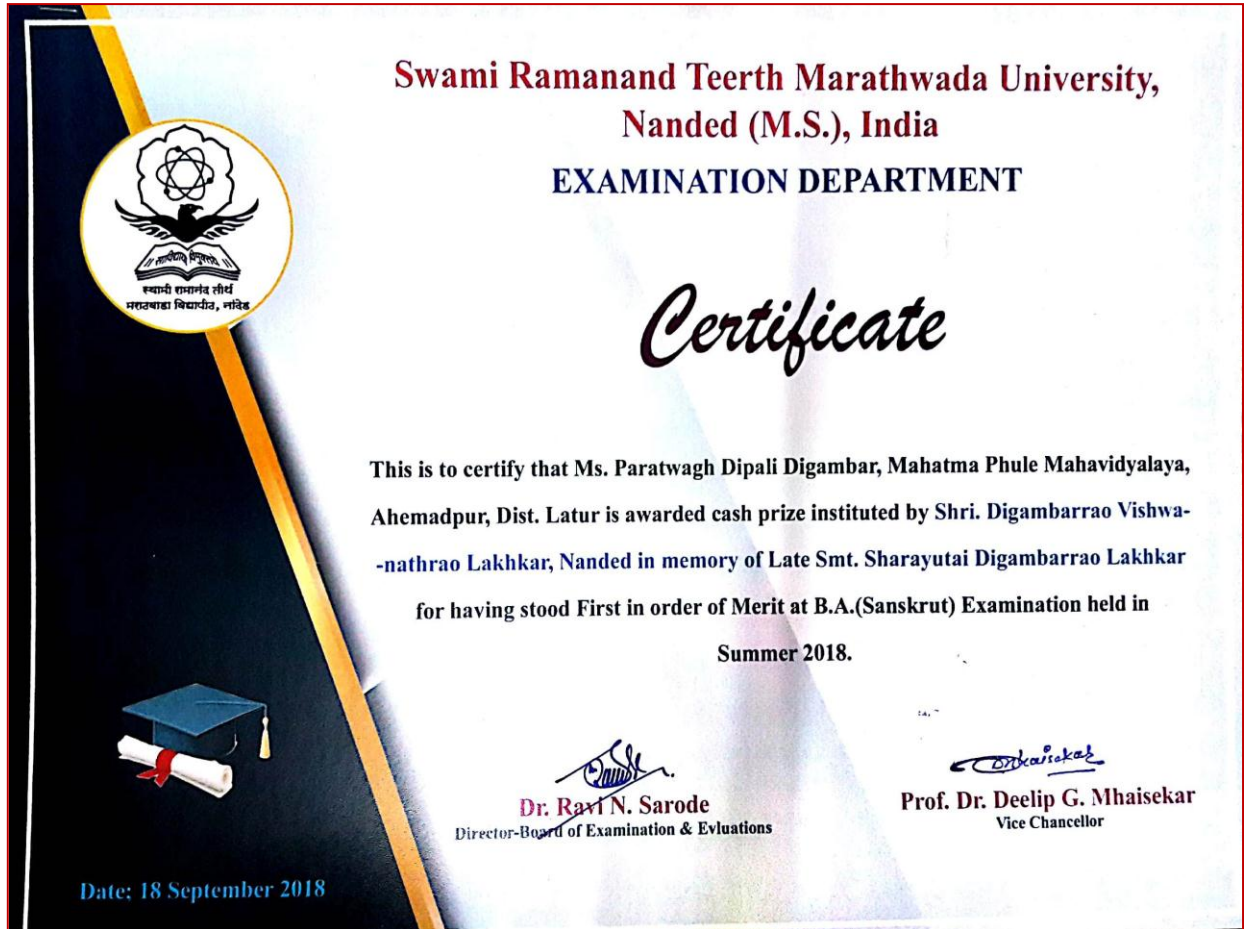 Swami Ramanand Teerth Marathwada University,
Nanded (M.S.), India
EXAMINATION DEPARTMENT
स्वामी रामानंद तीर्थ
मराठवाडा विद्यापीठ, नांदेड
Certificate
This is to certify that Ms. Paratwagh Dipali Digambar, Mahatma Phule Mahavidyalaya,
Ahemadpur, Dist. Latur is awarded cash prize instituted by Shri. Digambarrao Vishwa-
-nathrao Lakhkar, Nanded in memory of Late Smt. Sharayutai Digambarrao Lakhkar
for having stood First in order of Merit at B.A.(Sanskrut) Examination held in
Summer 2018.
Dr. Ravi N. Sarode
Director-Board of Examination & Evluations
Prof. Dr. Deelip G. Mhaisekar
Vice Chancellor
Date; 18 September 2018